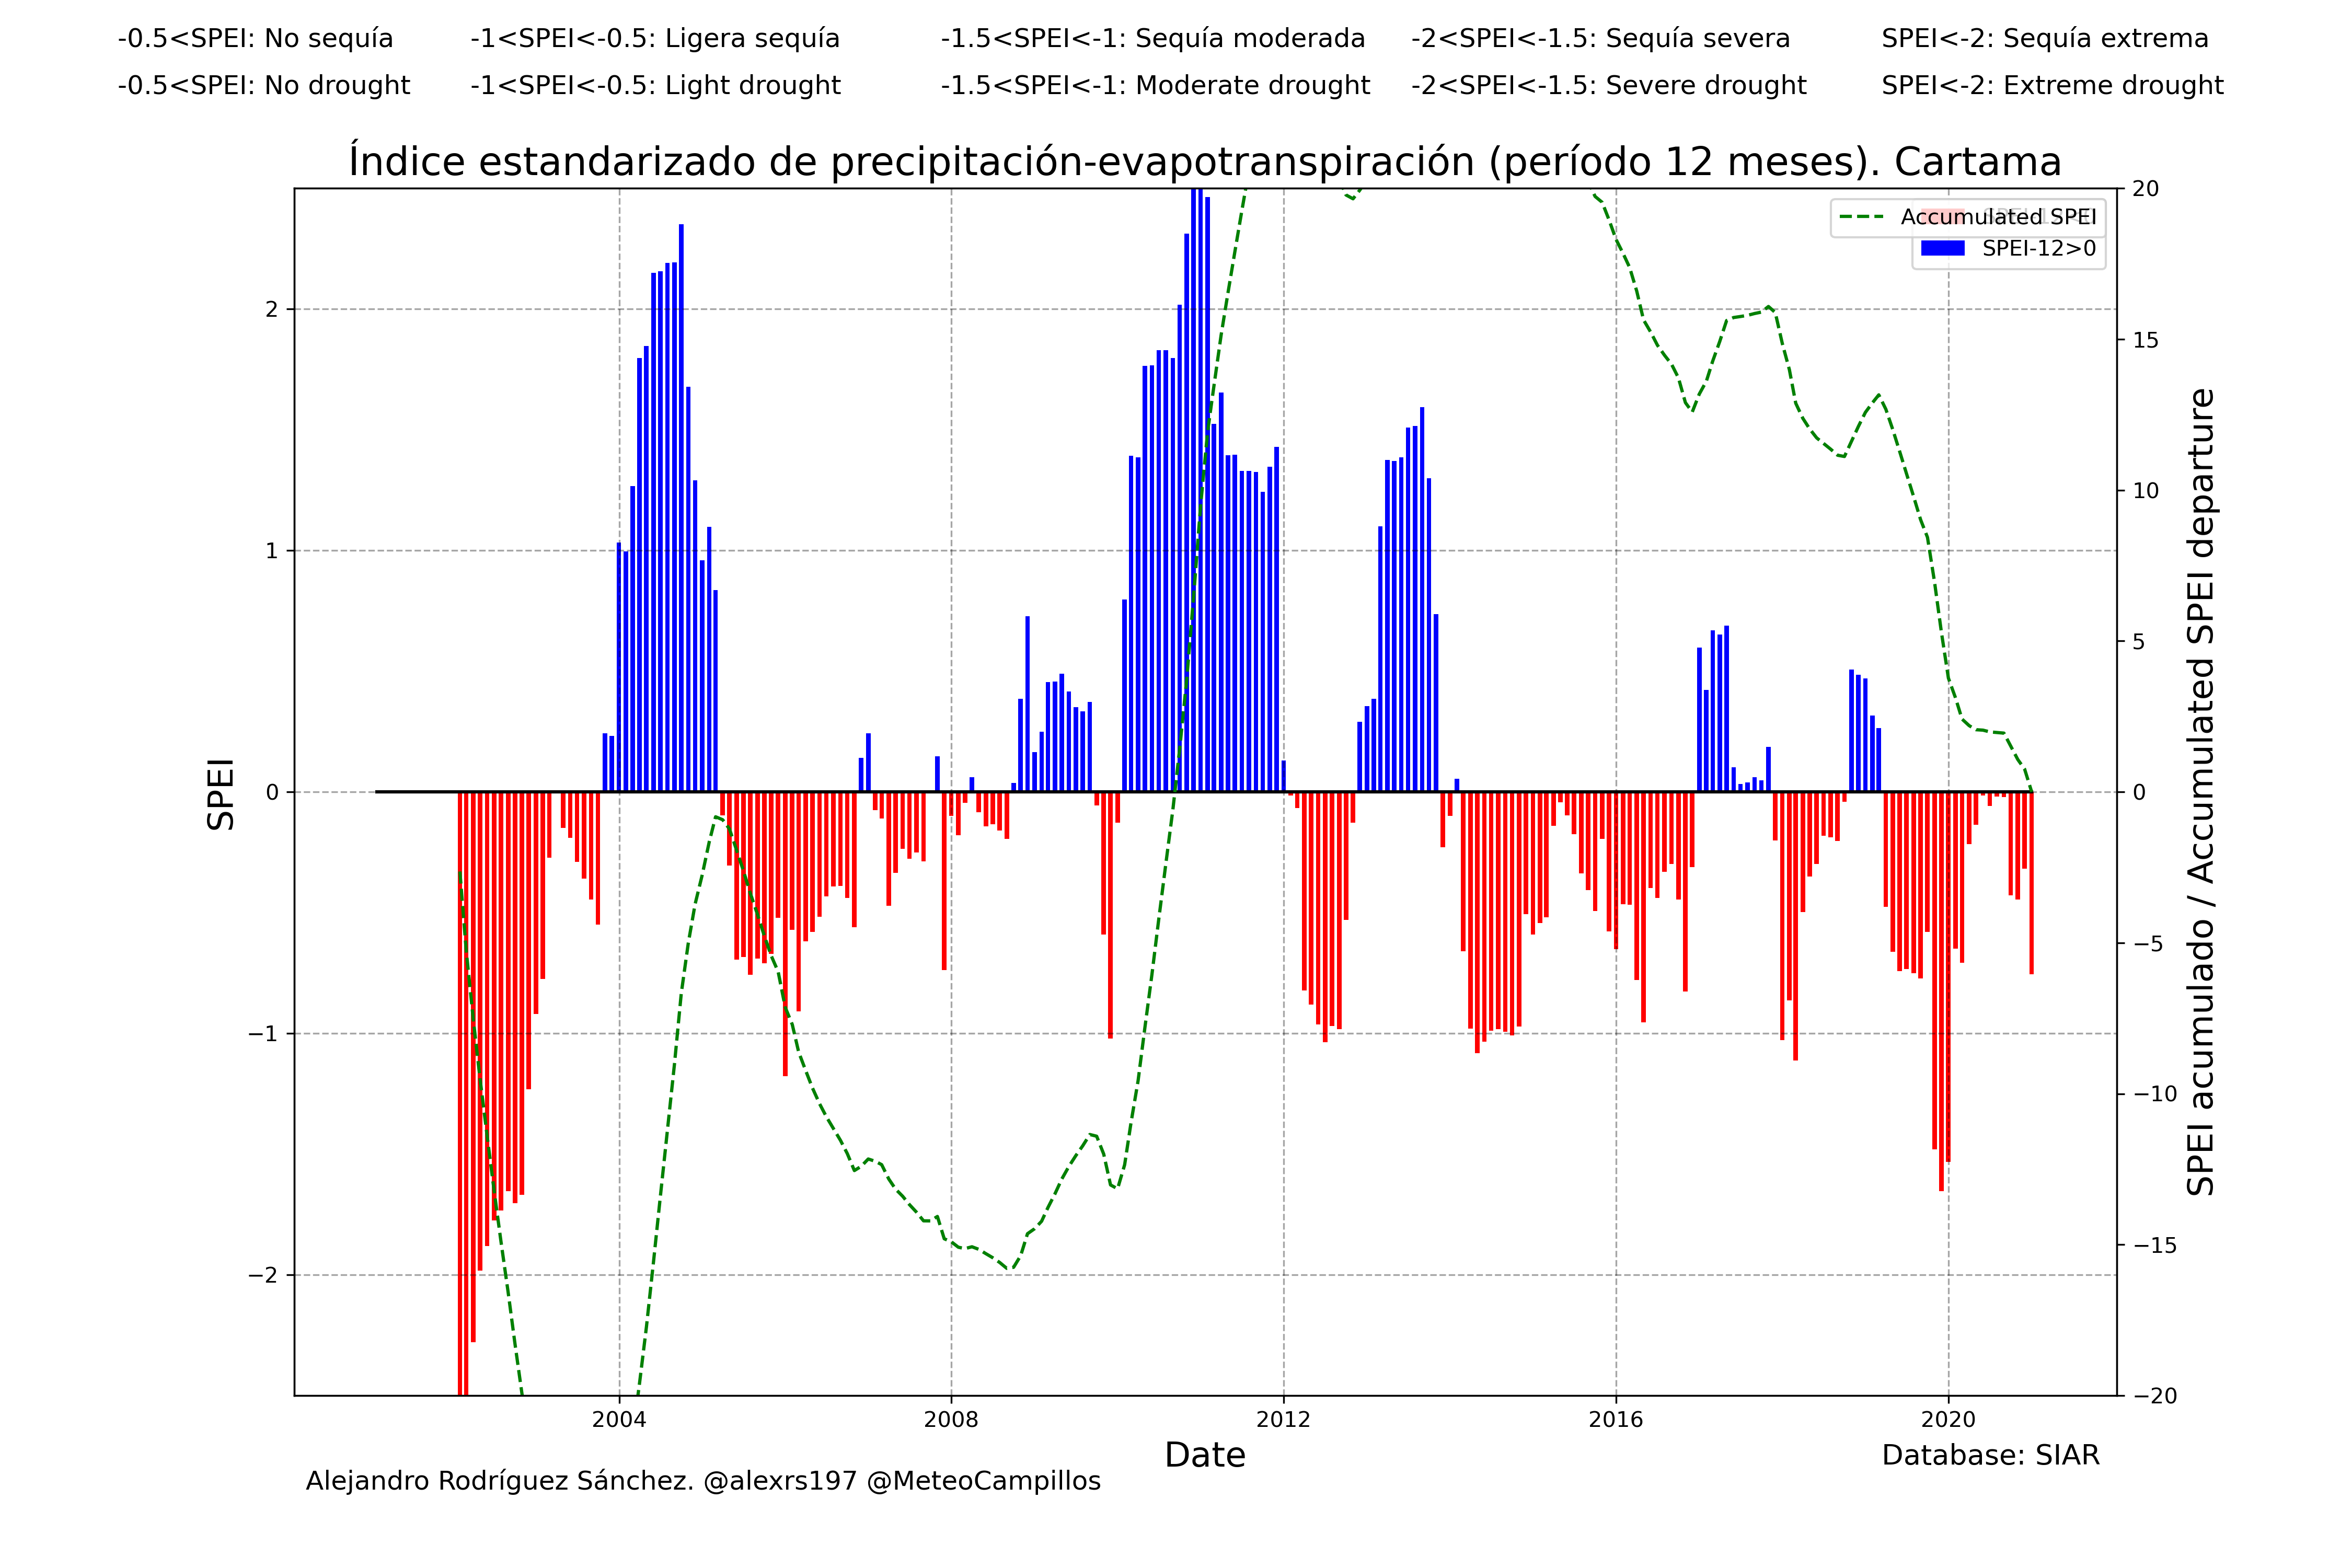 -0.5<SPEI: No sequía -1<SPEI<-0.5: Ligera sequía -1.5<SPEI<-1: Sequía moderada -2<SPEI<-1.5: Sequía severa SPEI<-2: Sequía extrema
-0.5<SPEI: No drought -1<SPEI<-0.5: Light drought -1.5<SPEI<-1: Moderate drought -2<SPEI<-1.5: Severe drought SPEI<-2: Extreme drought
Índice estandarizado de precipitación-evapotranspiración (período 12 meses). Cartama
Accumulated SPEI
SPEI-12>0
SPEI
2
1
0
−1
−2
20
15
10
5
0
−5
−10
−15
−20
SPEI acumulado / Accumulated SPEI departure
2004 2008 2012 2016 2020
Date
Database: SIAR
Alejandro Rodríguez Sánchez. @alexrs197 @MeteoCampillos